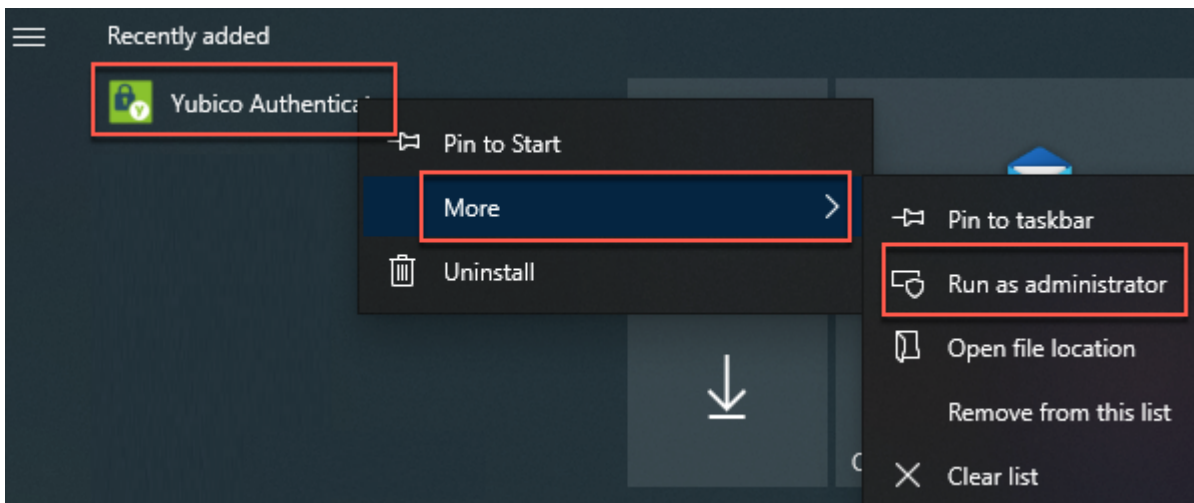 Recently added
Yubico Authentica
Pin to Start
More
Uninstall
Pin to taskbar
Run as administrator
Open file location
Remove from this list
Clear list